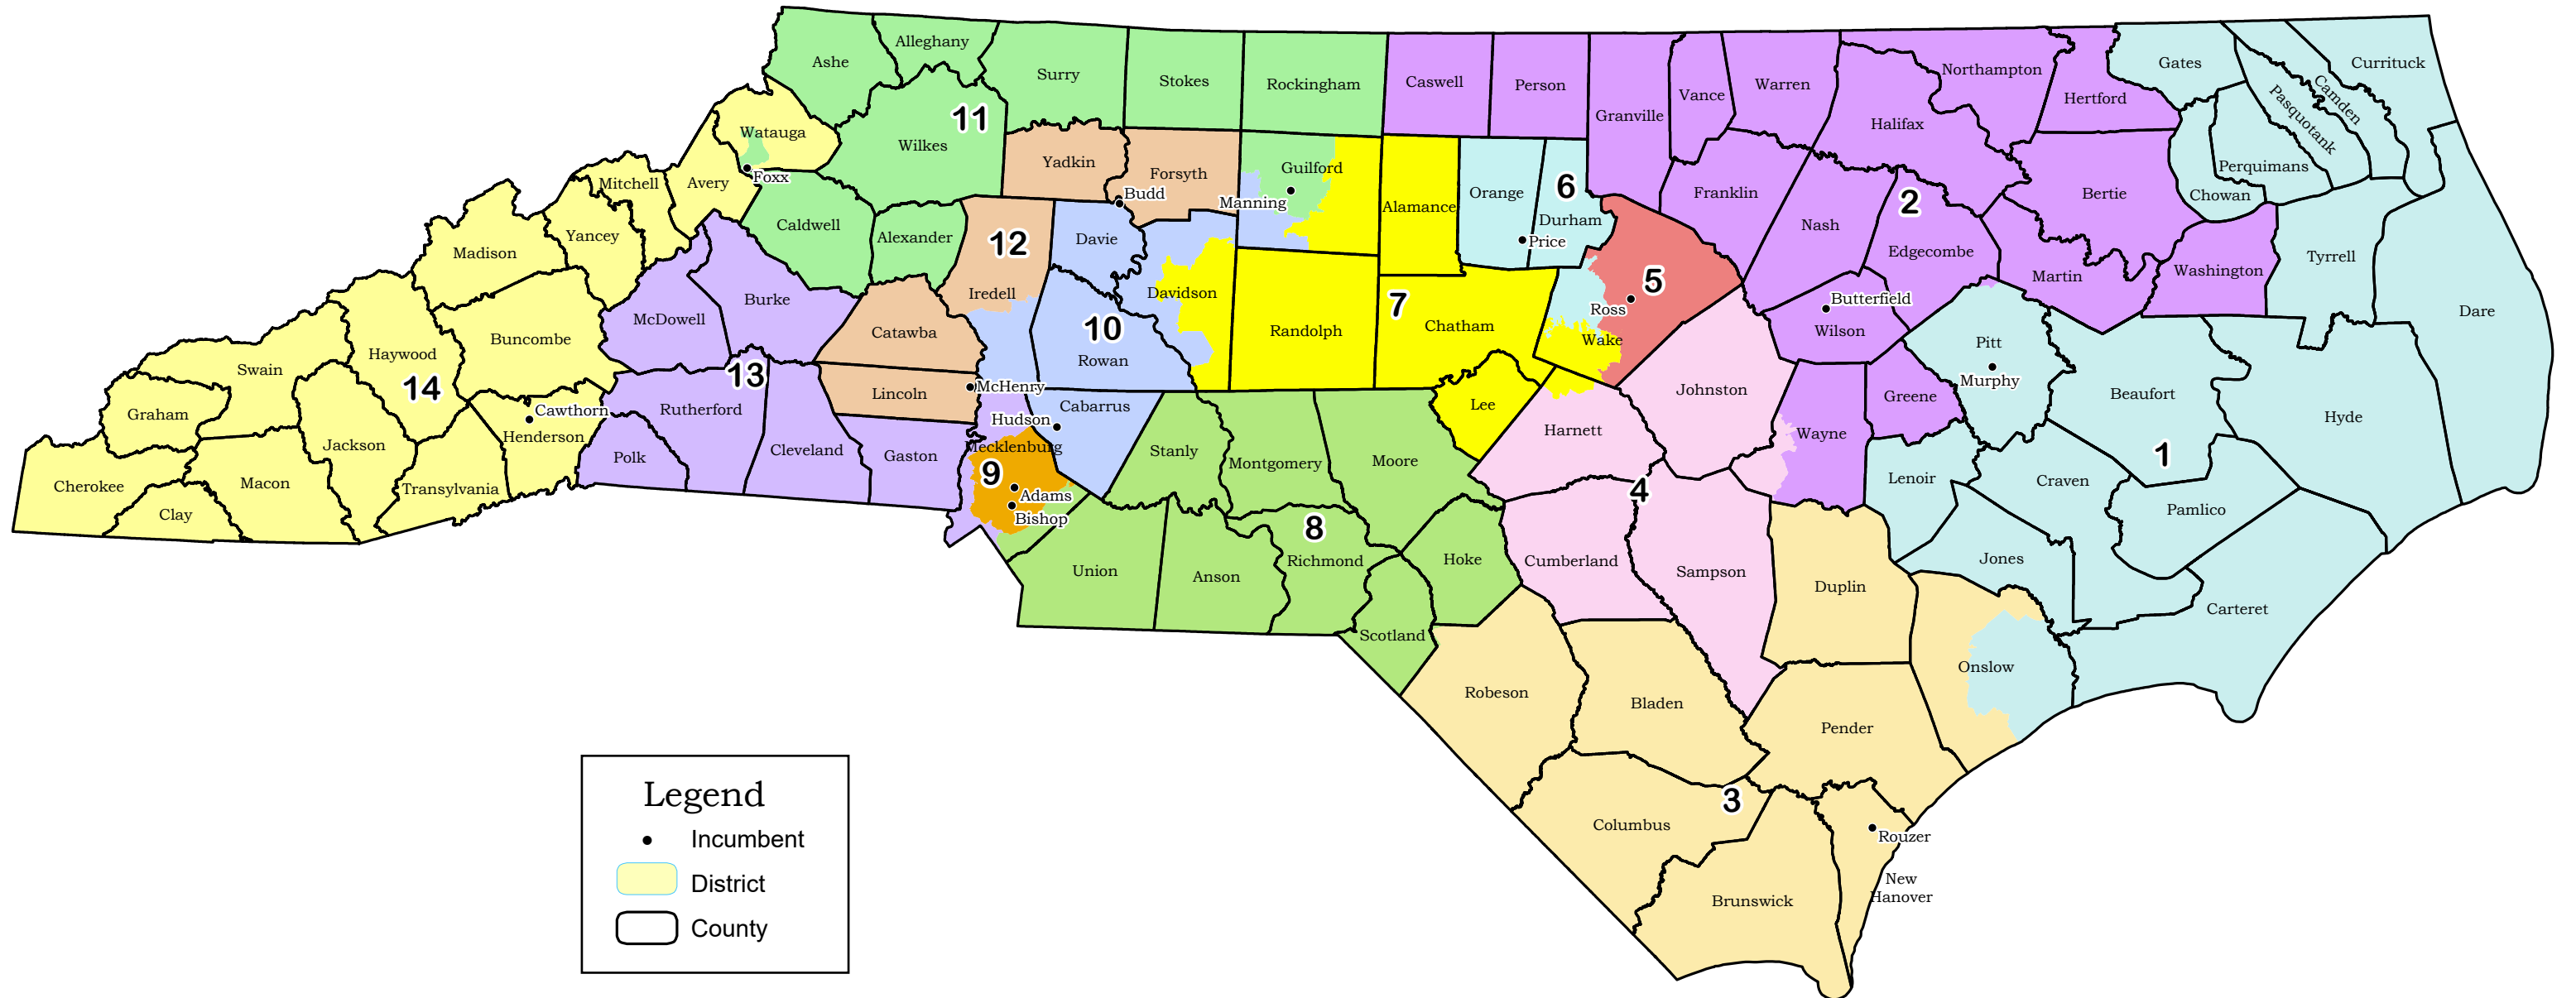 Ashe
Alleghany
Surry
Stokes
Rockingham
Caswell
Person
Granville
Vance
Warren
Northampton
Hertford
Gates
Pasquotank
Camden
Currituck
11
Watauga
Foxx
Wilkes
Yadkin
Forsyth
Budd
Guilford
Manning
Alamance
Orange
6
Durham
Price
Franklin
Halifax
Nash
2
Edgecombe
Bertie
Martin
Perquimans
Chowan
Washington
Tyrrell
Dare
Mitchell
Avery
Yancey
Madison
Caldwell
Alexander
12
Iredell
Davie
Davidson
5
Ross
Wake
Butterfield
Wilson
McDowell
Burke
Catawba
10
Rowan
Randolph
7
Chatham
Pitt
Murphy
Beaufort
Hyde
Buncombe
Haywood
14
Swain
Graham
13
Rutherford
Lincoln
McHenry
Hudson
Cabarrus
Lee
Johnston
Greene
Cawthorn
Henderson
Jackson
Cherokee
Macon
Clay
Transylvania
Polk
Cleveland
Gaston
Mecklenburg
9
Adams
Bishop
Stanly
Montgomery
Moore
Harnett
Wayne
Lenoir
Craven
1
Pamlico
4
Union
Anson
8
Richmond
Hoke
Scotland
Cumberland
Sampson
Duplin
Jones
Carteret
Onslow
Robeson
Bladen
Pender
3
Columbus
Brunswick
Rouzer
New
Hanover
Legend
Incumbent
District
County